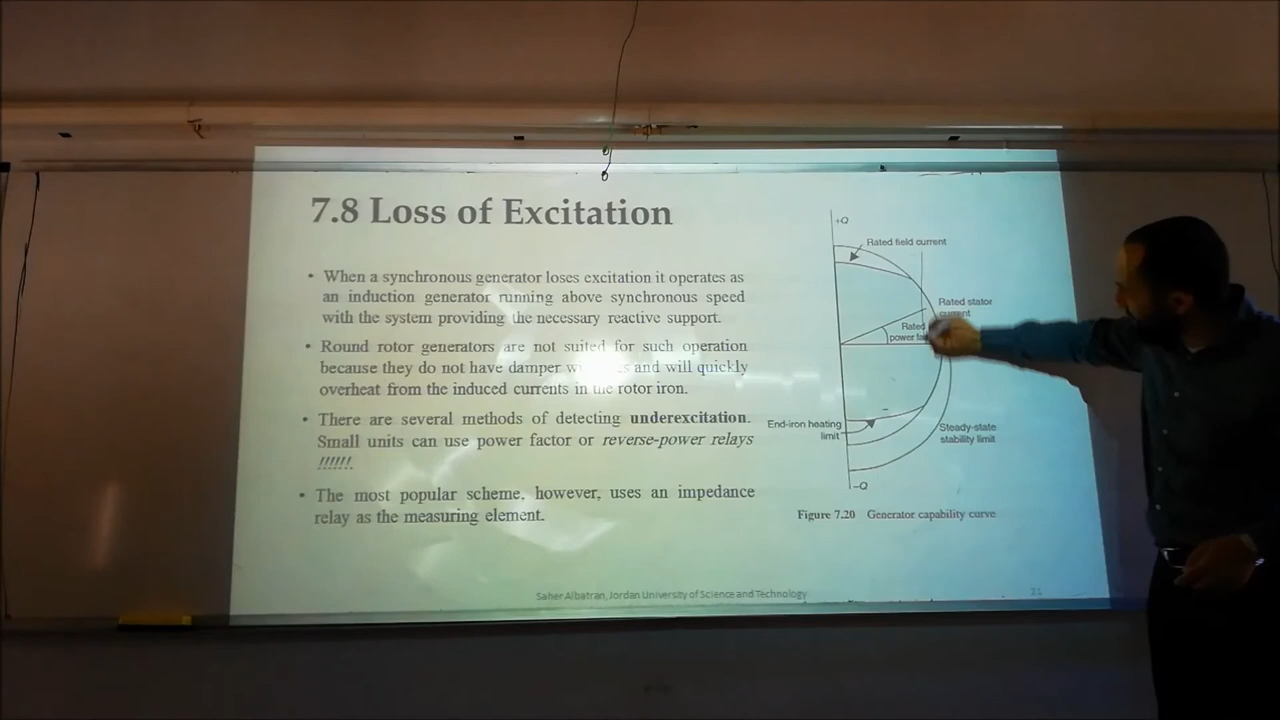 7.8 Loss of Excitation
• When a synchronous generator loses excitation it operates as
an induction generator running above synchronous speed
with the system providing the necessary reactive support.
• Round rotor generators are not suited for such operation
because they do not have damper and will quickly
overheat from the induced currents in the rotor iron.
• There are several methods of detecting underexcitation.
Small units can use power factor or reverse-power relays
!!!!!!
• The most popular scheme, however, uses an impedance
relay as the measuring element.
+Q
Rated field current
Rated stator
current
Rated
power
End-iron heating
limit
Steady-state
stability limit
-Q
Figure 7.20 Generator capability curve
Saher Albatran, Jordan University of Science and Technology
21